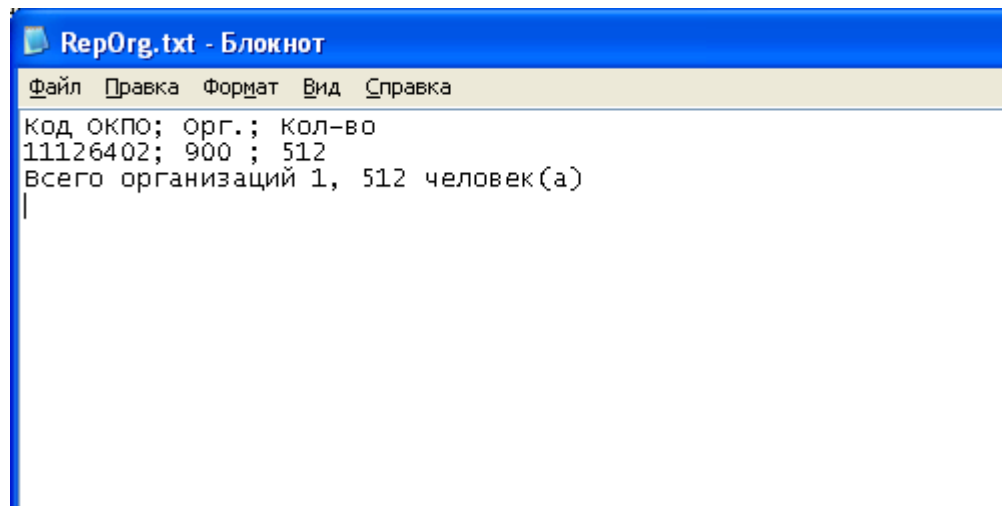 RepOrg.txt - Блокнот
Файл Правка Формат Вид Справка
Код ОКПО; Орг.; Кол-во
11126402; 900 ; 512
Всего организаций 1, 512 человек(а)